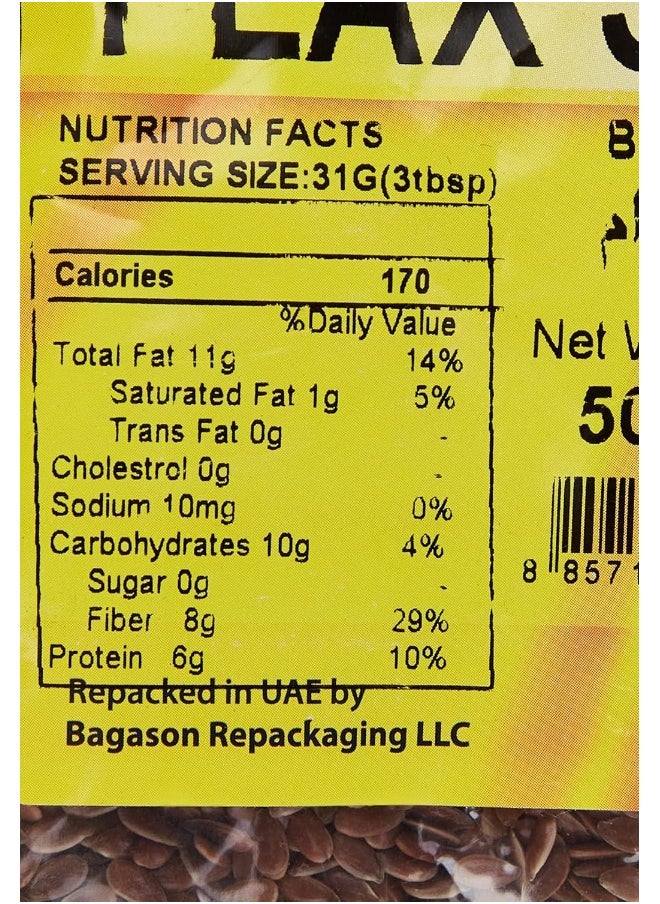 FLAX
NUTRITION FACTS
SERVING SIZE:31G(3tbsp)
Calories 170
%Daily Value
Total Fat 11g 14%
Saturated Fat 1g 5%
Trans Fat 0g -
Cholestrol 0g -
Sodium 10mg 0%
Carbohydrates 10g 4%
Sugar 0g -
Fiber 8g 29%
Protein 6g 10%
Repacked in UAE by
Bagason Repackaging LLC
Net
8 8571